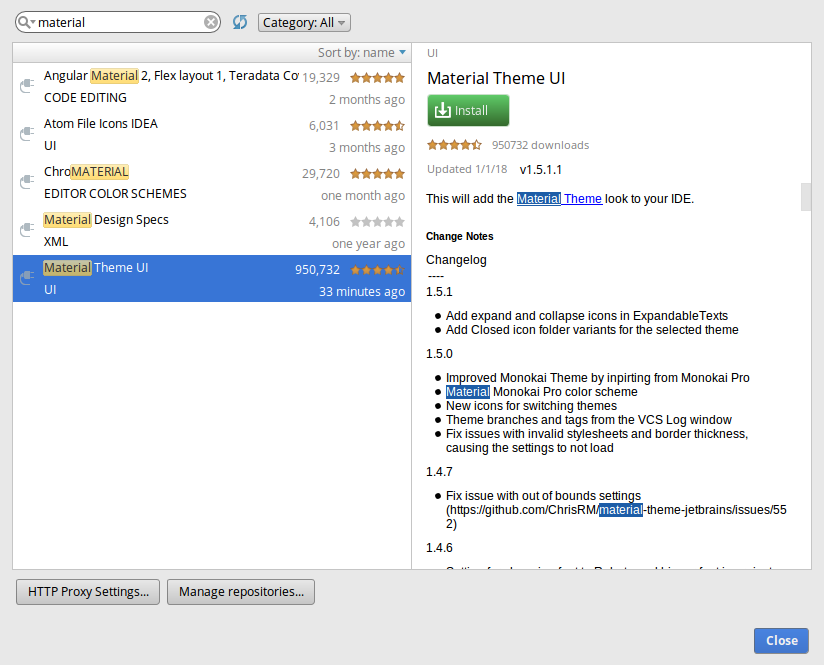 material
Category: All
Sort by: name
Angular Material 2, Flex layout 1, Teradata Co 19,329
CODE EDITING 2 months ago
Atom File Icons IDEA 6,031
UI 3 months ago
ChroMATERIAL 29,720
EDITOR COLOR SCHEMES one month ago
Material Design Specs 4,106
XML one year ago
Material Theme UI 950,732
UI 33 minutes ago
UI
Material Theme UI
Install
950732 downloads
Updated 1/1/18 v1.5.1.1
This will add the Material Theme look to your IDE.
Change Notes
Changelog
----
1.5.1
● Add expand and collapse icons in ExpandableTexts
● Add Closed icon folder variants for the selected theme
1.5.0
● Improved Monokai Theme by inpirting from Monokai Pro
● Material Monokai Pro color scheme
● New icons for switching themes
● Theme branches and tags from the VCS Log window
● Fix issues with invalid stylesheets and border thickness,
causing the settings to not load
1.4.7
● Fix issue with out of bounds settings
(https://github.com/ChrisRM/material-theme-jetbrains/issues/55
2)
1.4.6
HTTP Proxy Settings...
Manage repositories...
Close